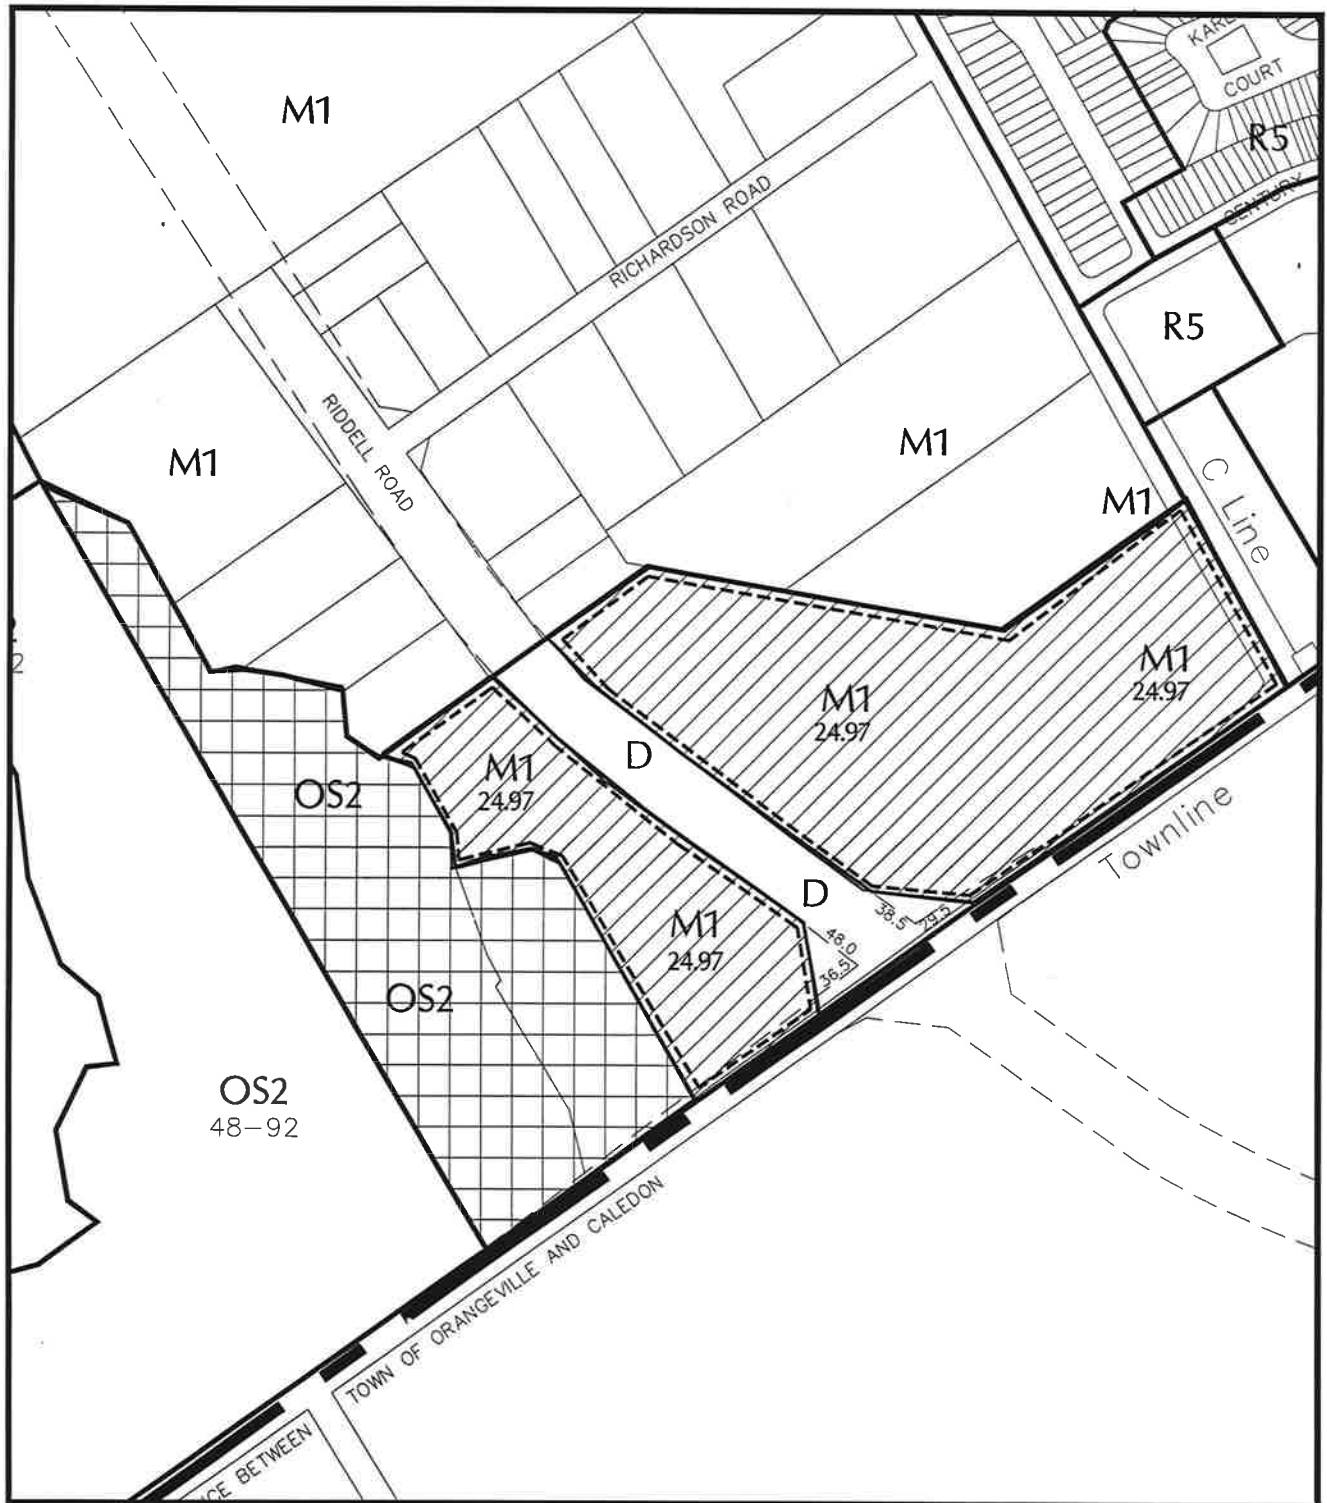 M1
COURT
R5
CENTURY
RICHARDSON ROAD
R5
RIDDELL ROAD
M1
M1
C Line
M1
M1
24.97
M1
24.97
D
M1
24.97
OS2
D
38.5
29.5
48.0
36.5
Townline
M1
24.97
OS2
OS2
48-92
TOWN OF ORANGEVILLE AND CALEDON
BETWEEN